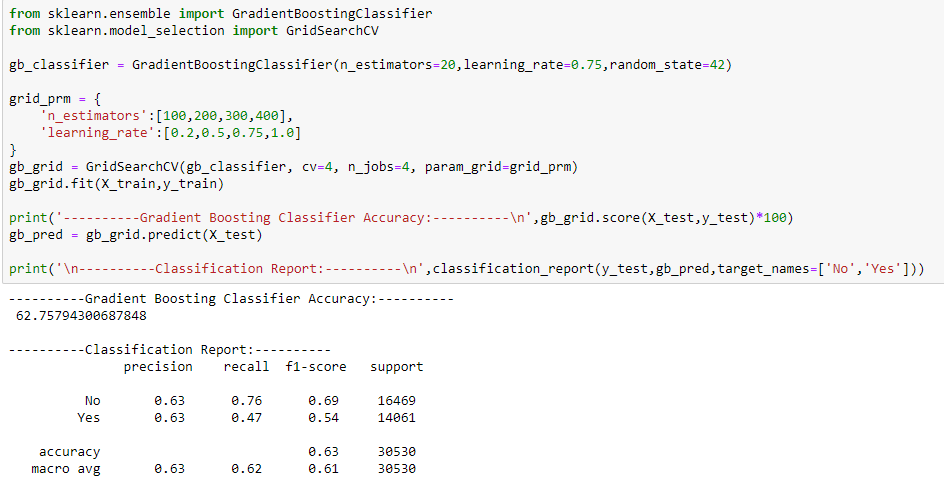 from sklearn.ensemble import GradientBoostingClassifier
from sklearn.model_selection import GridSearchCV

gb_classifier = GradientBoostingClassifier(n_estimators=20,learning_rate=0.75,random_state=42)

grid_prm = {
    'n_estimators':[100,200,300,400],
    'learning_rate':[0.2,0.5,0.75,1.0]
}
gb_grid = GridSearchCV(gb_classifier, cv=4, n_jobs=4, param_grid=grid_prm)
gb_grid.fit(X_train,y_train)

print('----------Gradient Boosting Classifier Accuracy:----------\n',gb_grid.score(X_test,y_test)*100)
gb_pred = gb_grid.predict(X_test)

print('\n----------Classification Report:----------\n',classification_report(y_test,gb_pred,target_names=['No','Yes']))
----------Gradient Boosting Classifier Accuracy:----------
 62.75794300687848

----------Classification Report:----------
               precision    recall  f1-score   support

          No       0.63      0.76      0.69     16469
         Yes       0.63      0.47      0.54     14061

    accuracy                           0.63     30530
   macro avg       0.63      0.62      0.61     30530